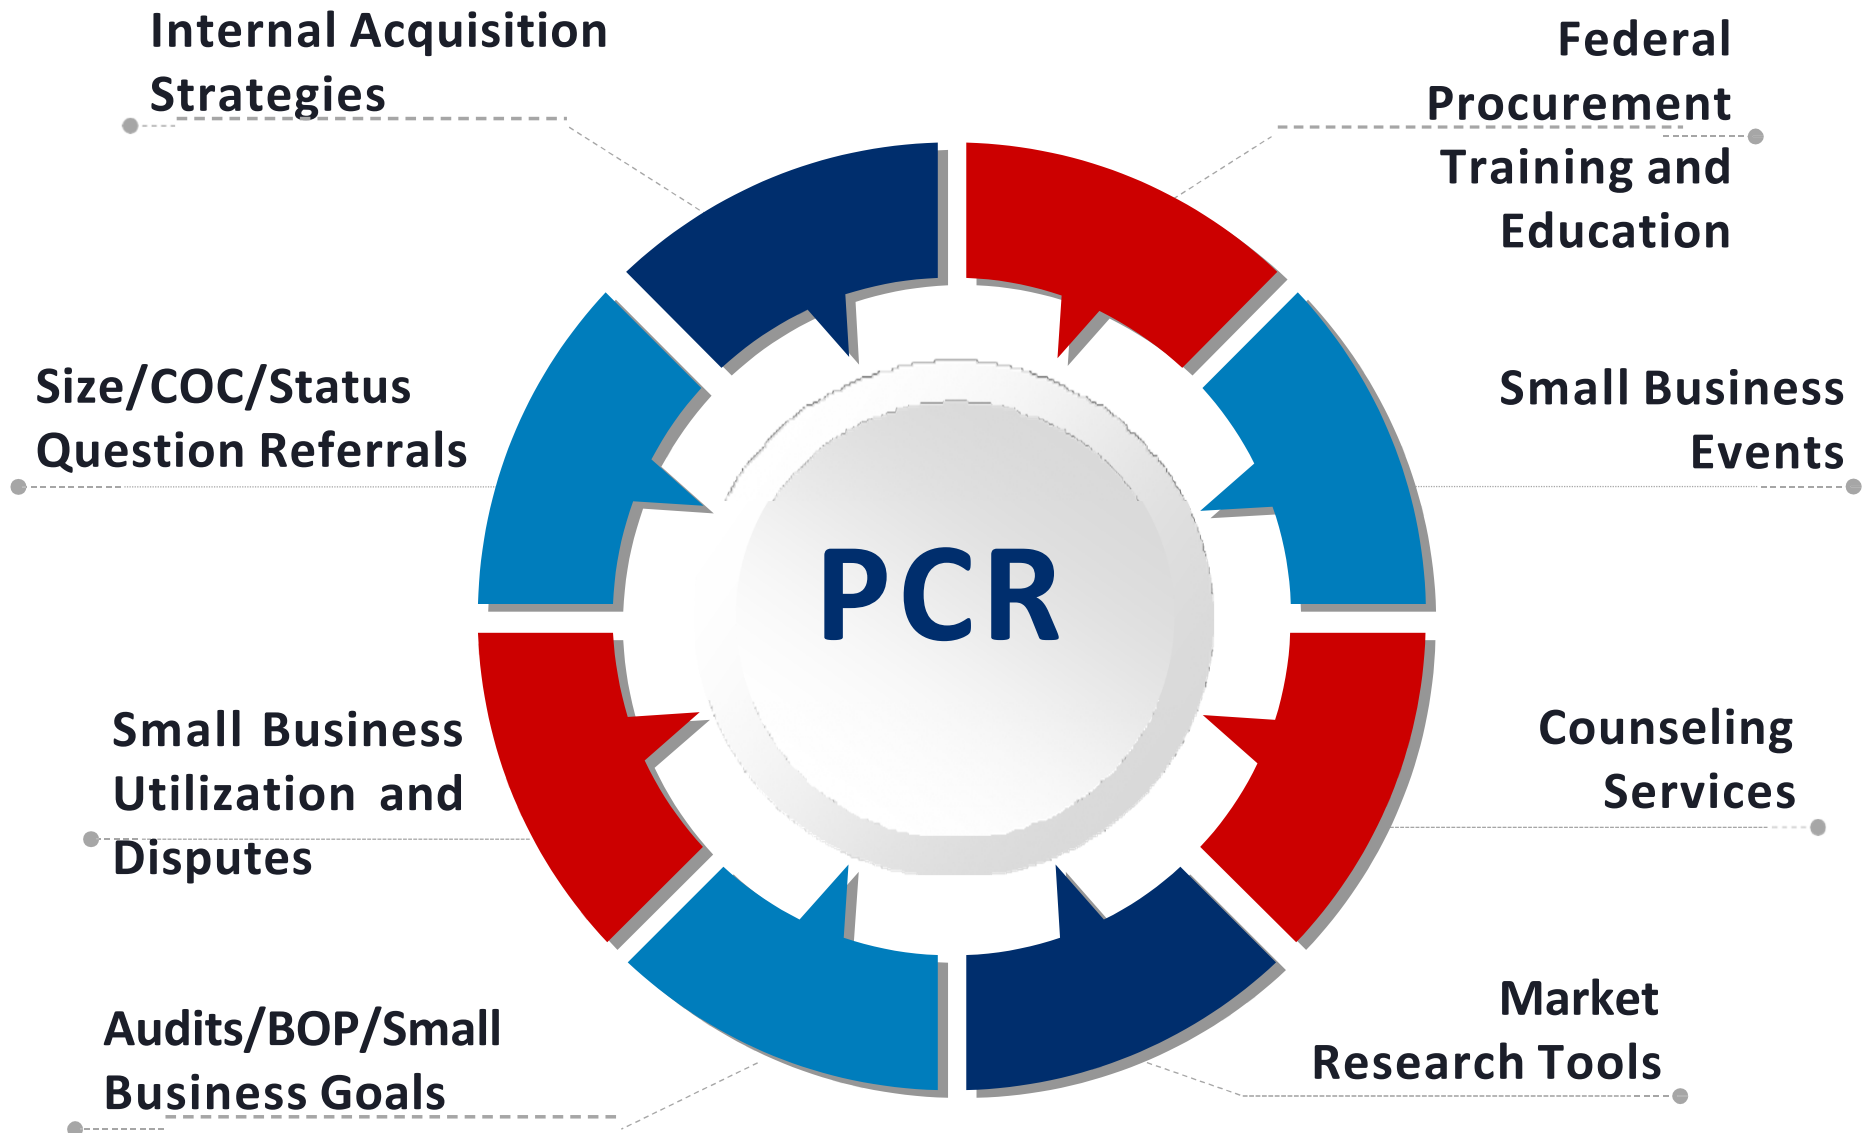 Internal Acquisition
Strategies
Federal
Procurement
Training and
Education
Size/COC/Status
Question Referrals
Small Business
Events
PCR
Small Business
Utilization and
Disputes
Counseling
Services
Audits/BOP/Small
Business Goals
Market
Research Tools